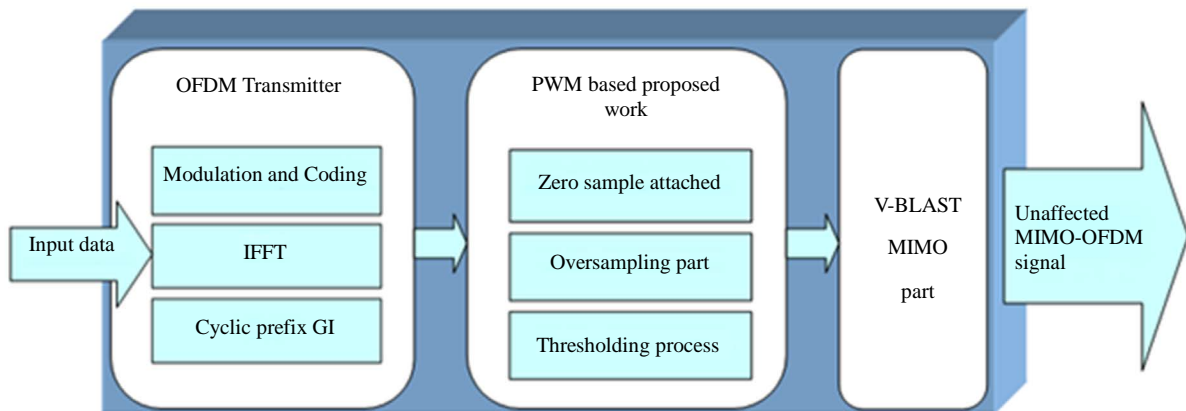 Input data
OFDM Transmitter
Modulation and Coding
IFFT
Cyclic prefix GI
PWM based proposed
work
Zero sample attached
Oversampling part
Thresholding process
V-BLAST
MIMO
part
Unaffected
MIMO-OFDM
signal